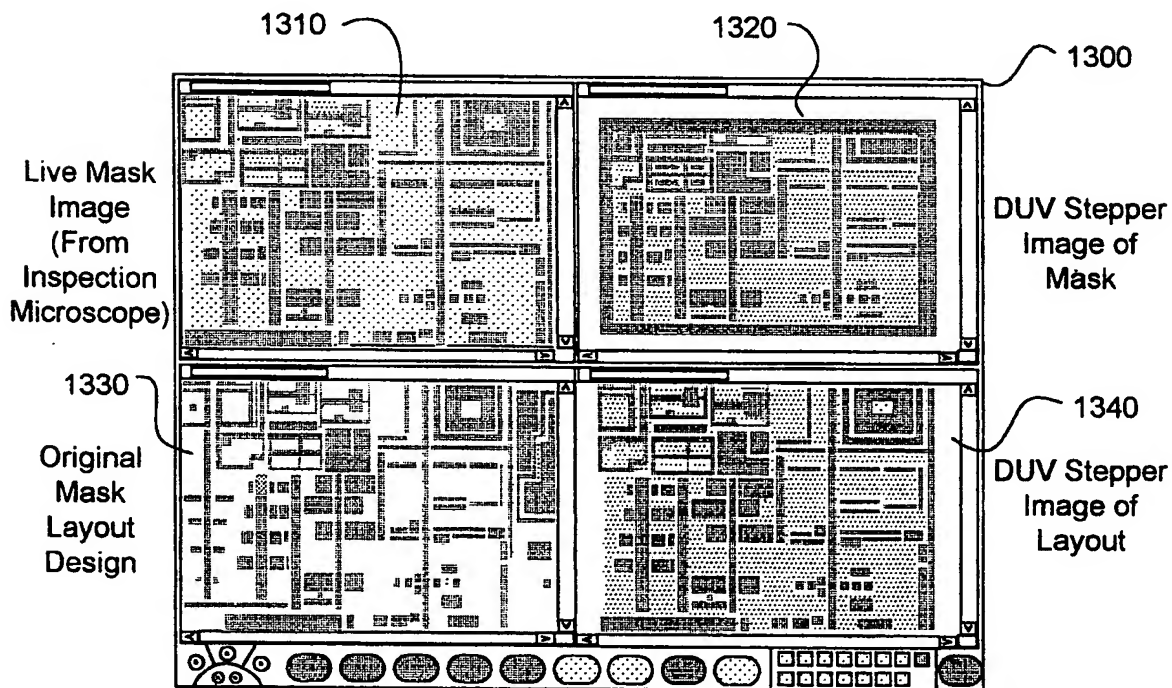 1310
1320
1300
Live Mask
Image
(From
Inspection
Microscope)
DUV Stepper
Image of
Mask
1330
1340
Original
Mask
Layout
Design
DUV Stepper
Image of
Layout